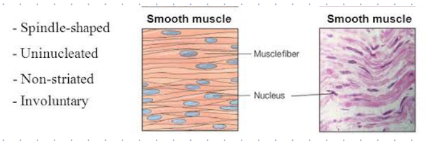 Smooth muscle
Smooth muscle
- Spindle-shaped
- Uninucleated
- Non-striated
- Involuntary
Musclefiber
Nucleus